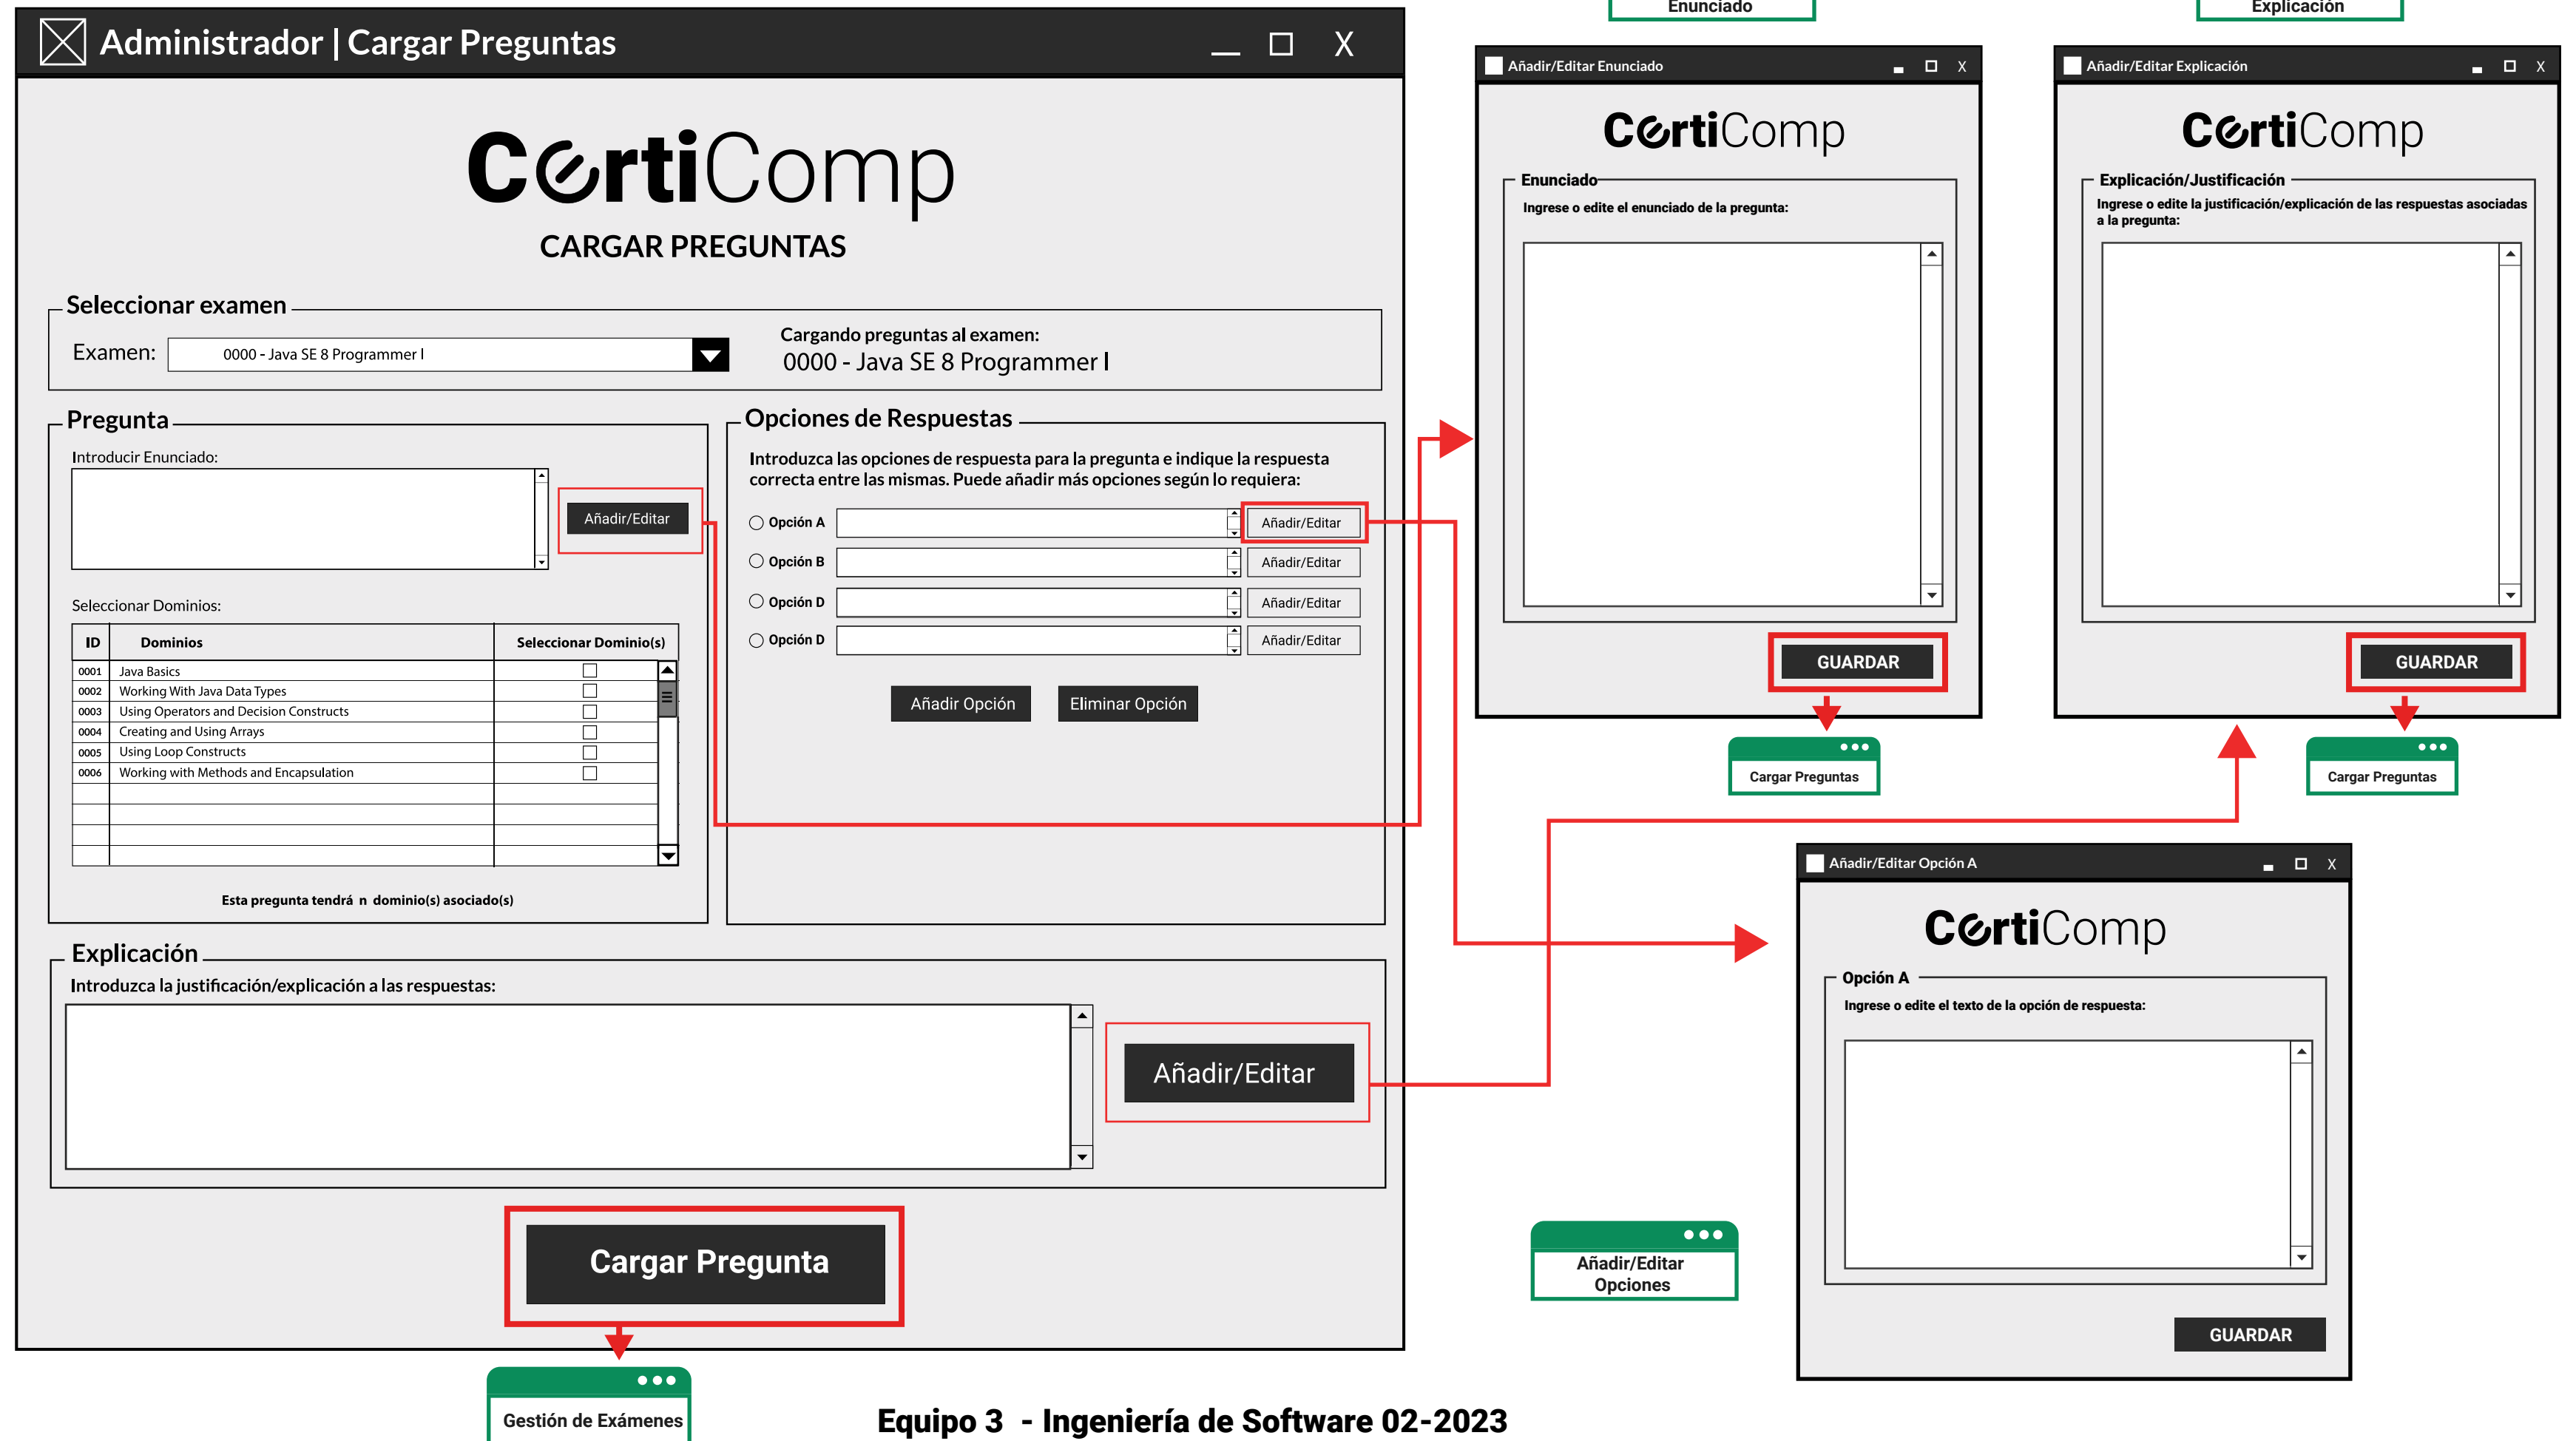 Administrador | Cargar Preguntas
X
CertiComp
CARGAR PREGUNTAS
Seleccionar examen
Examen:
0000 - Java SE 8 Programmer I
Cargando preguntas al examen:
0000 - Java SE 8 Programmer I
Pregunta
Introducir Enunciado:
Añadir/Editar
Seleccionar Dominios:
ID Dominios Seleccionar Dominio(s)
0001 Java Basics
0002 Working With Java Data Types
0003 Using Operators and Decision Constructs
0004 Creating and Using Arrays
0005 Using Loop Constructs
0006 Working with Methods and Encapsulation
Esta pregunta tendrá n dominio(s) asociado(s)
Opciones de Respuestas
Introduzca las opciones de respuesta para la pregunta e indique la respuesta
correcta entre las mismas. Puede añadir más opciones según lo requiera:
Opción A Añadir/Editar
Opción B Añadir/Editar
Opción D Añadir/Editar
Opción D Añadir/Editar
Añadir Opción Eliminar Opción
Explicación
Introduzca la justificación/explicación a las respuestas:
Añadir/Editar
Cargar Pregunta
Gestión de Exámenes
Enunciado
Añadir/Editar Enunciado
X
CertiComp
Enunciado
Ingrese o edite el enunciado de la pregunta:
GUARDAR
Cargar Preguntas
Explicación
Añadir/Editar Explicación
X
CertiComp
Explicación/Justificación
Ingrese o edite la justificación/explicación de las respuestas asociadas
a la pregunta:
GUARDAR
Cargar Preguntas
Añadir/Editar
Opciones
Añadir/Editar Opción A
X
CertiComp
Opción A
Ingrese o edite el texto de la opción de respuesta:
GUARDAR
Equipo 3 - Ingeniería de Software 02-2023